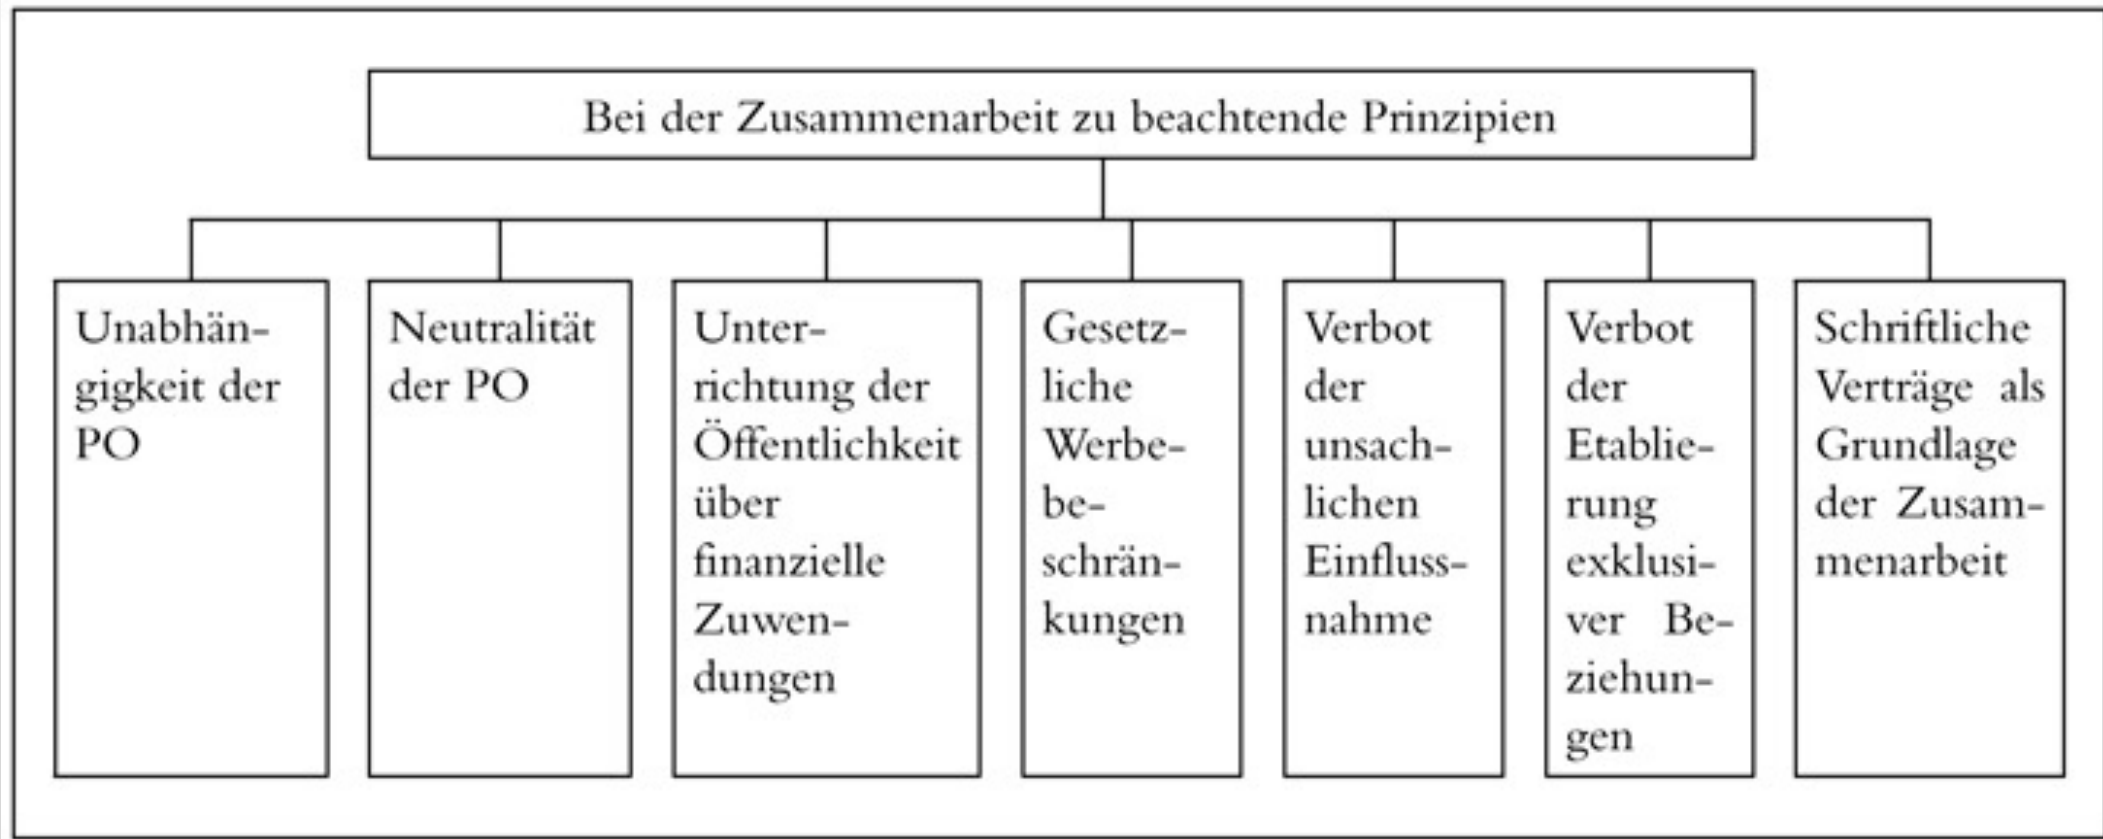 Bei der Zusammenarbeit zu beachtende Prinzipien
Unabhän-
gigkeit der
PO
Neutralität
der PO
Unter-
richtung der
Öffentlichkeit
über
finanzielle
Zuwen-
dungen
Gesetz-
liche
Werbe-
be-
schrän-
kungen
Verbot
der
unsach-
lichen
Einfluss-
nahme
Verbot
der
Etablie-
rung
exklusi-
ver Be-
ziehun-
gen
Schriftliche
Verträge als
Grundlage
der Zusam-
menarbeit